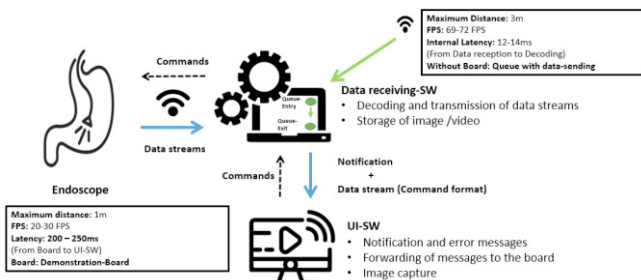 Maximum Distance: 3m
FPS: 69-72 FPS
Internal Latency: 12-14ms
(From Data reception to Decoding)
Without Board: Queue with data-sending
Commands
Queue-
Entry
Queue-
Exit
Data streams
Data receiving-SW
• Decoding and transmission of data streams
• Storage of image /video
Endoscope
Commands
Notification
+
Data stream (Command format)
Maximum distance: 1m
FPS: 20-30 FPS
Latency: 200 – 250ms
(From Board to UI-SW)
Board: Demonstration-Board
UI-SW
• Notification and error messages
• Forwarding of messages to the board
• Image capture